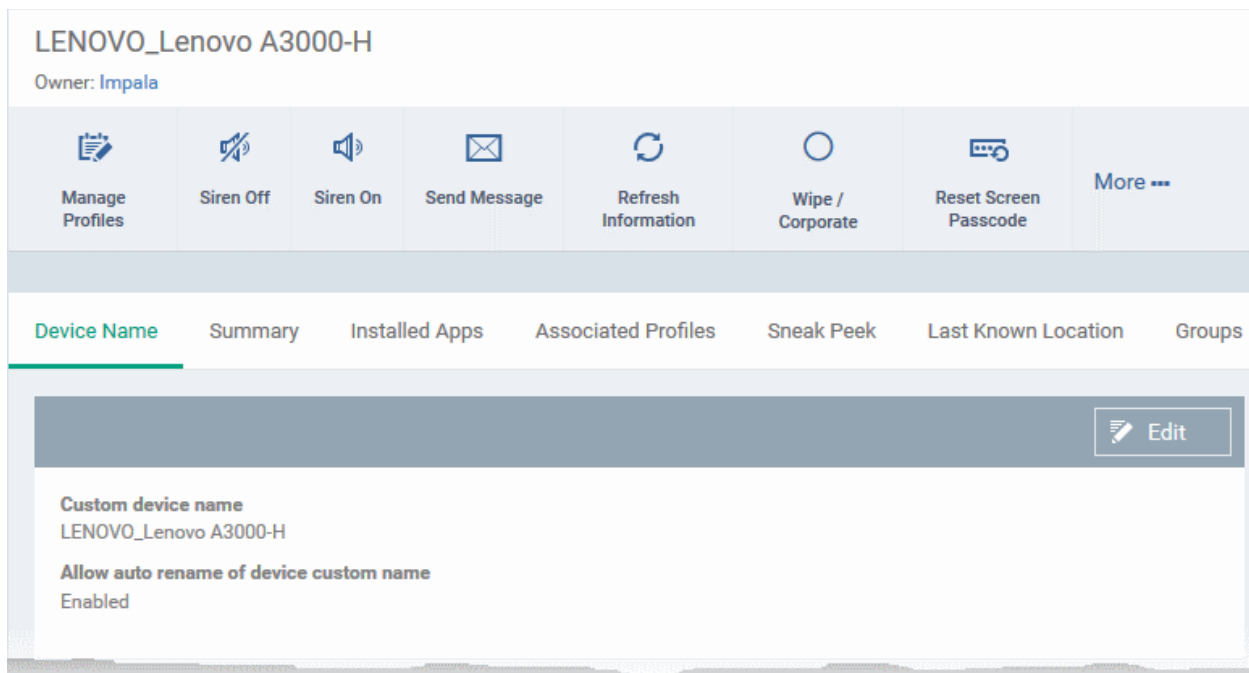 LENOVO_Lenovo A3000-H
Owner: Impala
Manage
Profiles
Siren Off
Siren On
Send Message
Refresh
Information
Wipe /
Corporate
Reset Screen
Passcode
More
Device Name
Summary
Installed Apps
Associated Profiles
Sneak Peek
Last Known Location
Groups
Edit
Custom device name
LENOVO_Lenovo A3000-H
Allow auto rename of device custom name
Enabled